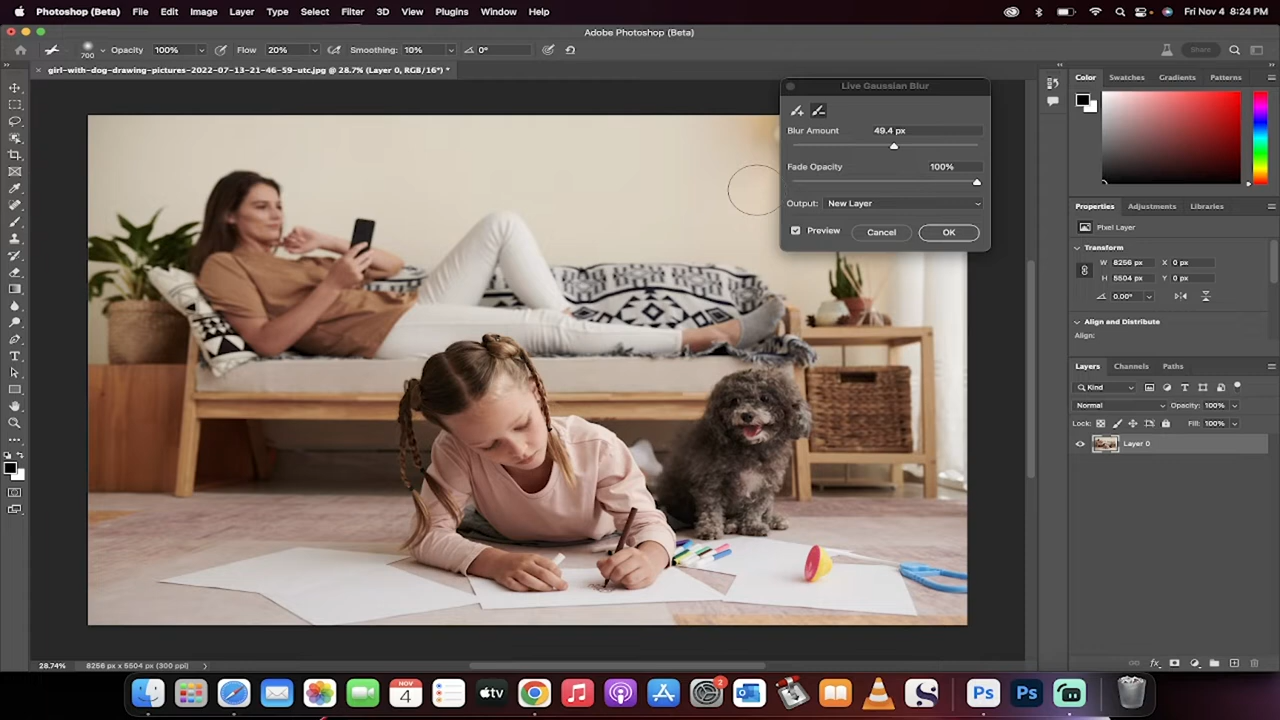 Photoshop (Beta) File Edit Image Layer Type Select Filter 3D View Plugins Window Help Fri Nov 4 8:24 PM
Adobe Photoshop (Beta)
700 Opacity 100% Flow 20% Smoothing: 10% 0° Share
girl-with-dog-drawing-pictures-2022-07-13-21-46-59-utc.jpg @ 28.7% (Layer 0, RGB/16*) *
Color Swatches Gradients Patterns
Live Gaussian Blur
Blur Amount 49.4 px
Fade Opacity 100%
Output: New Layer
Preview Cancel OK
Properties Adjustments Libraries
Pixel Layer
Transform
W 8256 px X 0 px
H 5504 px Y 0 px
0.00°
Align and Distribute
Align:
Layers Channels Paths
Kind
Normal Opacity: 100%
Lock: Fill: 100%
Layer 0
28.74% 8256 px x 5504 px (300 ppi)
NOV
4
tv
2
Ps Ps